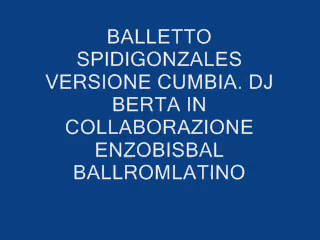 BALLETTO
SPIDIGONZALES
VERSIONE CUMBIA. DJ
BERTA IN
COLLABORAZIONE
ENZOBISBAL
BALLROMLATINO